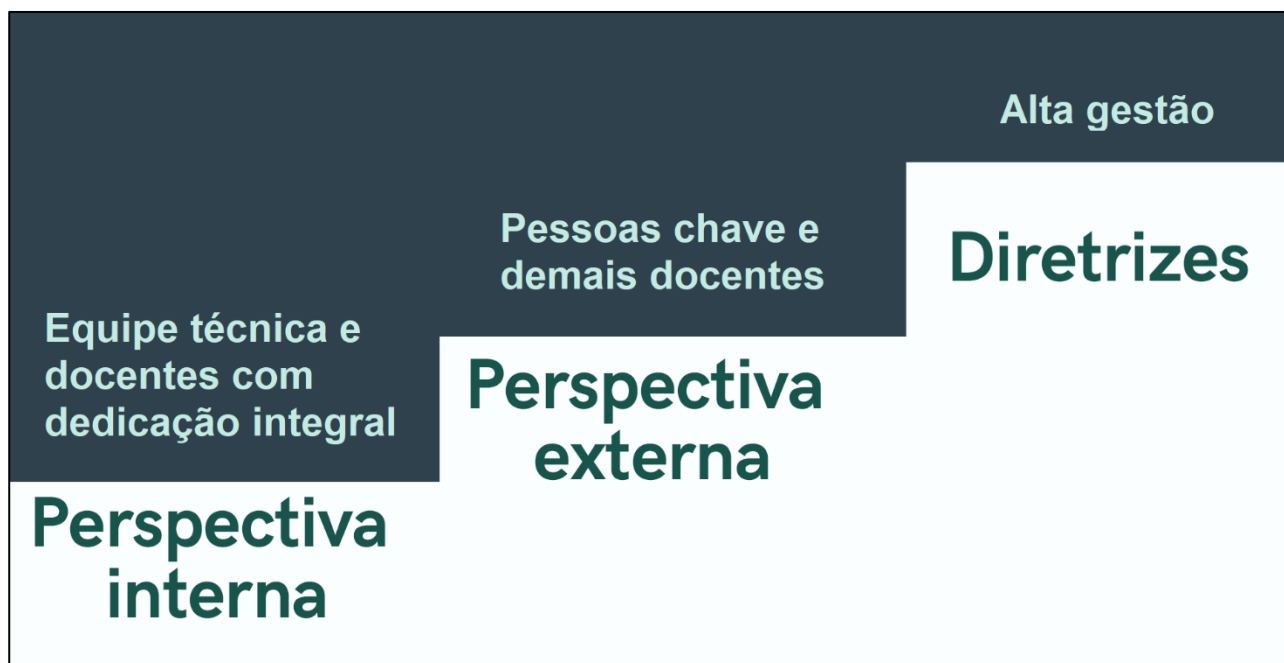 Equipe técnica e
docentes com
dedicação integral
Perspectiva
interna
Pessoas chave e
demais docentes
Perspectiva
externa
Alta gestão
Diretrizes